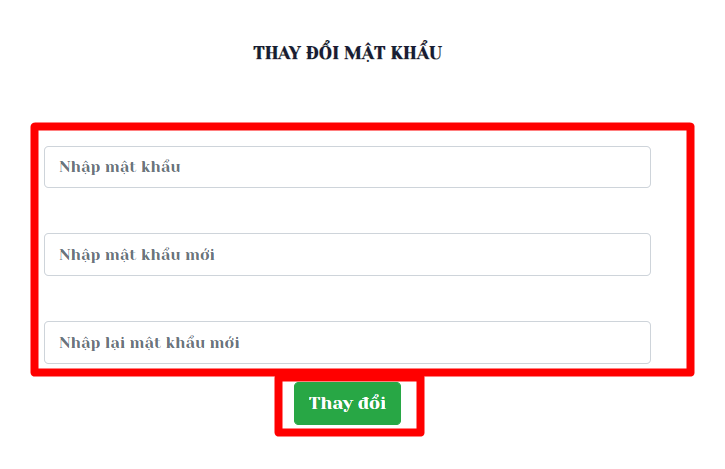 THAY ĐỔI MẬT KHẨU
Nhập mật khẩu
Nhập mật khẩu mới
Nhập lại mật khẩu mới
Thay đổi